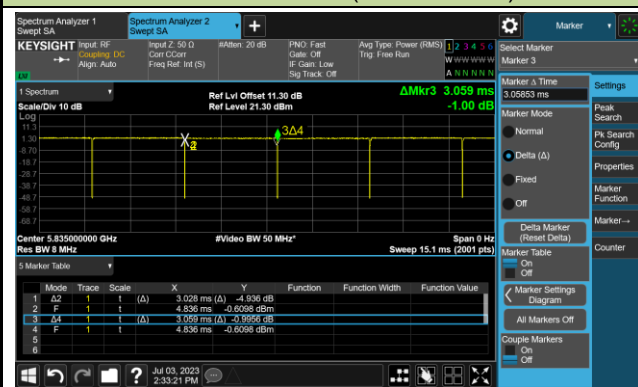 Spectrum Analyzer 1
Swept SA
Spectrum Analyzer 2
Swept SA
Marker
KEYSIGHT
Input: RF
Coupling: DC
Align: Auto
Input Z: 50 Ω
Corr CCorr
Freq Ref: Int (S)
#Atten: 20 dB
PNO: Fast
Gate: Off
IF Gain: Low
Sig Track: Off
Avg Type: Power (RMS)
Trig: Free Run
1 2 3 4 5 6
W W W W W W
A N N N N N
LV
Select Marker
Marker 3
1 Spectrum
Ref Lvl Offset 11.30 dB
ΔMkr3 3.059 ms
Scale/Div 10 dB
Ref Level 21.30 dBm
-1.00 dB
Log
11.3
1.30
-8.70
-18.7
-28.7
-38.7
-48.7
-58.7
-68.7
3Δ4
Center 5.835000000 GHz
#Video BW 50 MHz*
Span 0 Hz
Res BW 8 MHz
Sweep 15.1 ms (2001 pts)
5 Marker Table
Mode Trace Scale X Y Function Function Width Function Value
1 Δ2 1 t (Δ) 3.028 ms (Δ) -4.936 dB
2 F 1 t 4.836 ms -0.6098 dBm
3 Δ4 1 t (Δ) 3.059 ms (Δ) -0.9956 dB
4 F 1 t 4.836 ms -0.6098 dBm
5
6
Marker Δ Time
3.05853 ms
Marker Mode
Normal
Delta (Δ)
Fixed
Off
Delta Marker
(Reset Delta)
Marker Table
On
Off
Marker Settings
Diagram
All Markers Off
Couple Markers
On
Off
Settings
Peak
Search
Pk Search
Config
Properties
Marker
Function
Marker→
Counter
Jul 03, 2023
2:33:21 PM